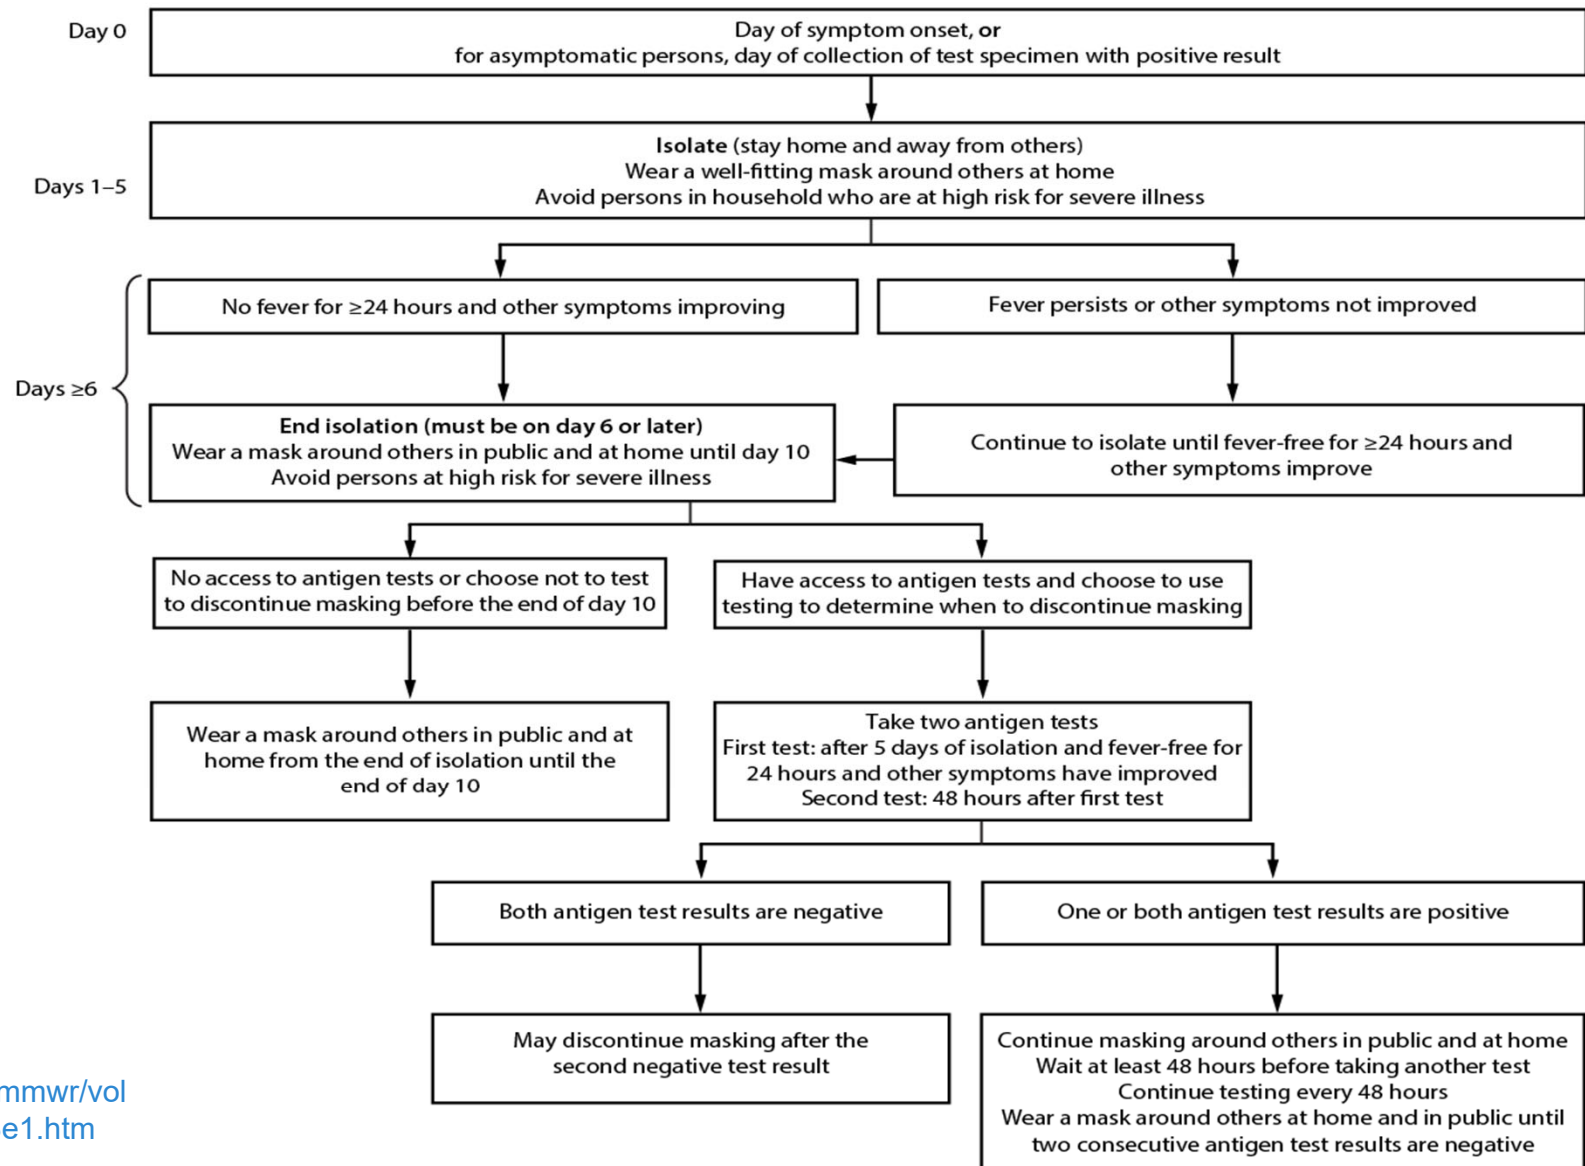 Day 0
Day of symptom onset, or
for asymptomatic persons, day of collection of test specimen with positive result
Days 1–5
Isolate (stay home and away from others)
Wear a well-fitting mask around others at home
Avoid persons in household who are at high risk for severe illness
Days ≥6
No fever for ≥24 hours and other symptoms improving
Fever persists or other symptoms not improved
End isolation (must be on day 6 or later)
Wear a mask around others in public and at home until day 10
Avoid persons at high risk for severe illness
Continue to isolate until fever-free for ≥24 hours and
other symptoms improve
No access to antigen tests or choose not to test
to discontinue masking before the end of day 10
Have access to antigen tests and choose to use
testing to determine when to discontinue masking
Wear a mask around others in public and at
home from the end of isolation until the
end of day 10
Take two antigen tests
First test: after 5 days of isolation and fever-free for
24 hours and other symptoms have improved
Second test: 48 hours after first test
Both antigen test results are negative
One or both antigen test results are positive
May discontinue masking after the
second negative test result
Continue masking around others in public and at home
Wait at least 48 hours before taking another test
Continue testing every 48 hours
Wear a mask around others at home and in public until
two consecutive antigen test results are negative
mmwr/vol
e1.htm